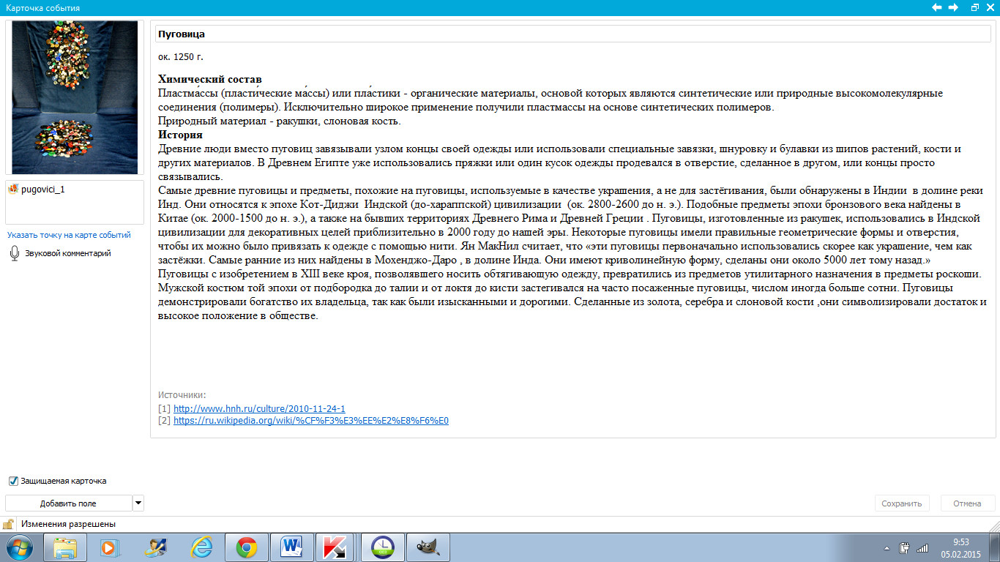 Карточка события
pugovici_1
Указать точку на карте событий
Звуковой комментарий
Пуговица
ок. 1250 г.
Химический состав
Пластма́ссы (пласти́ческие ма́ссы) или пла́стики - органические материалы, основой которых являются синтетические или природные высокомолекулярные
соединения (полимеры). Исключительно широкое применение получили пластмассы на основе синтетических полимеров.
Природный материал - ракушки, слоновая кость.
История
Древние люди вместо пуговиц завязывали узлом концы своей одежды или использовали специальные завязки, шнуровку и булавки из шипов растений, кости и
других материалов. В Древнем Египте уже использовались пряжки или один кусок одежды продевался в отверстие, сделанное в другом, или концы просто
связывались.
Самые древние пуговицы и предметы, похожие на пуговицы, используемые в качестве украшения, а не для застёгивания, были обнаружены в Индии  в долине реки
Инд. Они относятся к эпохе Кот-Диджи  Индской (до-хараппской) цивилизации  (ок. 2800-2600 до н. э.). Подобные предметы эпохи бронзового века найдены в
Китае (ок. 2000-1500 до н. э.), а также на бывших территориях Древнего Рима и Древней Греции . Пуговицы, изготовленные из ракушек, использовались в Индской
цивилизации для декоративных целей приблизительно в 2000 году до нашей эры. Некоторые пуговицы имели правильные геометрические формы и отверстия,
чтобы их можно было привязать к одежде с помощью нити. Ян МакНил считает, что «эти пуговицы первоначально использовались скорее как украшение, чем как
застёжки. Самые ранние из них найдены в Мохенджо-Даро , в долине Инда. Они имеют криволинейную форму, сделаны они около 5000 лет тому назад.»
Пуговицы с изобретением в XIII веке кроя, позволявшего носить обтягивающую одежду, превратились из предметов утилитарного назначения в предметы роскоши.
Мужской костюм той эпохи от подбородка до талии и от локтя до кисти застегивался на часто посаженные пуговицы, числом иногда больше сотни. Пуговицы
демонстрировали богатство их владельца, так как были изысканными и дорогими. Сделанные из золота, серебра и слоновой кости ,они символизировали достаток и
высокое положение в обществе.
Источники:
[1] http://www.hnh.ru/culture/2010-11-24-1
[2] https://ru.wikipedia.org/wiki/%CF%F3%E3%EE%E2%E8%F6%E0
Защищаемая карточка
Добавить поле
Сохранить
Отмена
Изменения разрешены
9:53
05.02.2015